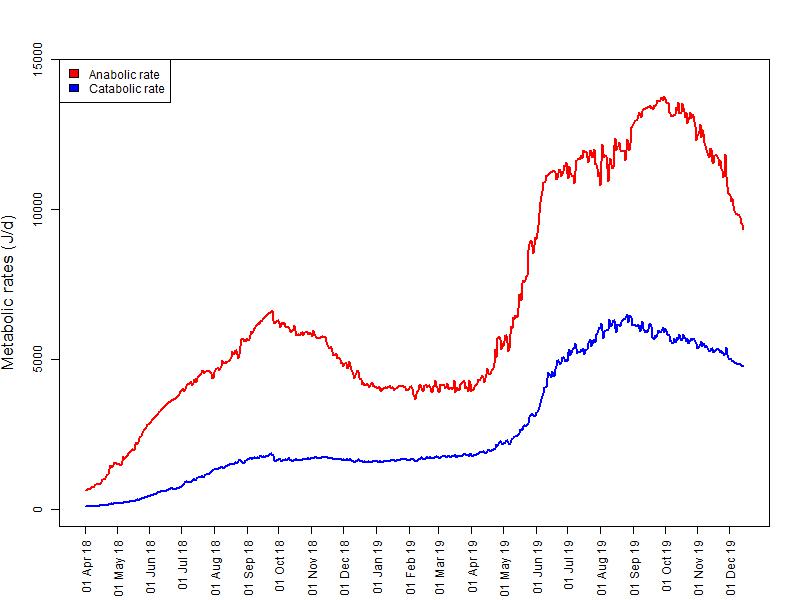 15000
10000
5000
0
Metabolic rates (J/d)
Anabolic rate
Catabolic rate
01 Apr 18
01 May 18
01 Jun 18
01 Jul 18
01 Aug 18
01 Sep 18
01 Oct 18
01 Nov 18
01 Dec 18
01 Jan 19
01 Feb 19
01 Mar 19
01 Apr 19
01 May 19
01 Jun 19
01 Jul 19
01 Aug 19
01 Sep 19
01 Oct 19
01 Nov 19
01 Dec 19